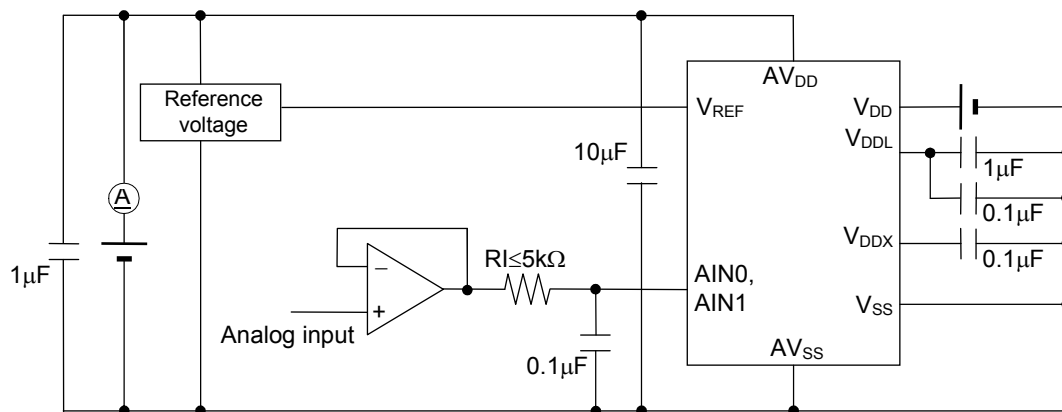 AVDD
Reference
voltage
VREF
VDD
10μF
VDDL
1μF
A
0.1μF
VDDX
1μF
−
RI≤5kΩ
0.1μF
AIN0,
AIN1
+
VSS
Analog input
0.1μF
AVSS